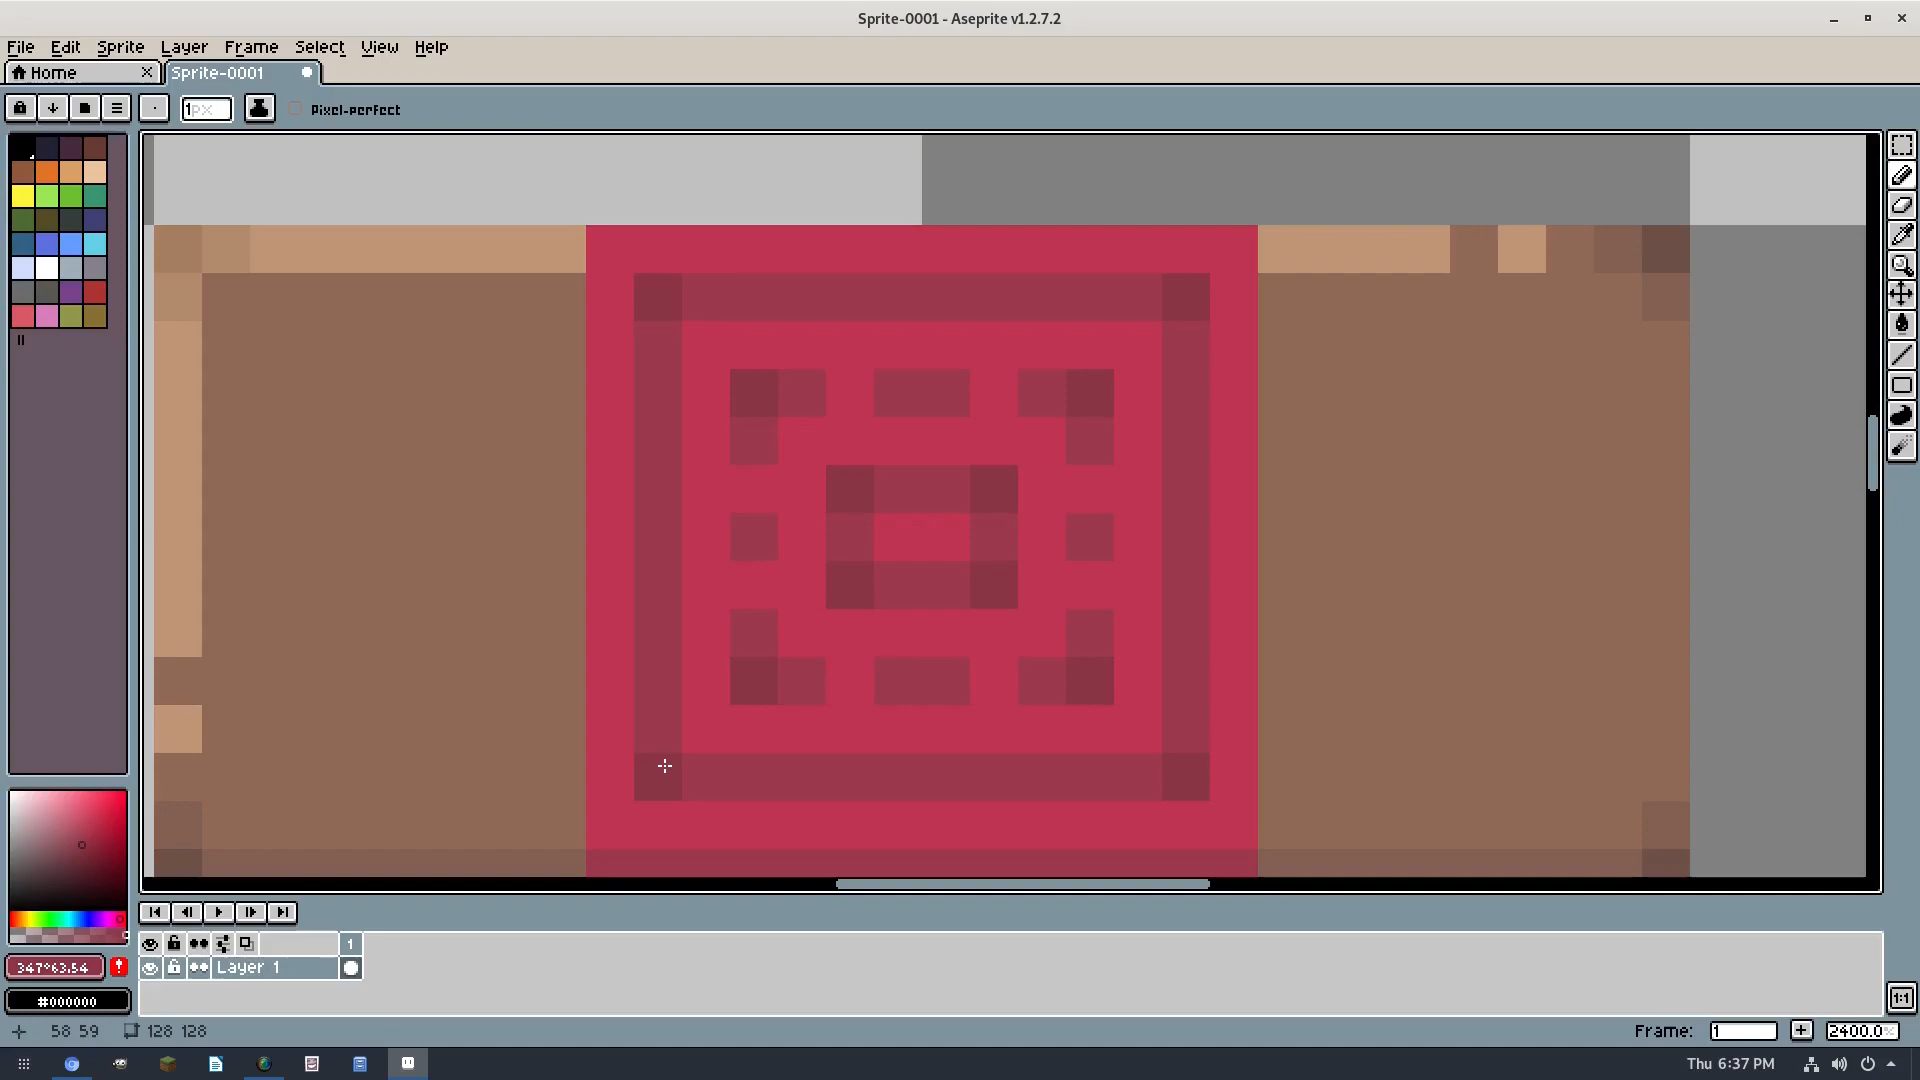 Sprite-0001 - Aseprite v1.2.7.2
File Edit Sprite Layer Frame Select View Help
Home Sprite-0001
1px Pixel-perfect
347°63.54
#000000
1
Layer 1
58 59 128 128
Frame: 1 2400.0%
1:1
Thu 6:37 PM